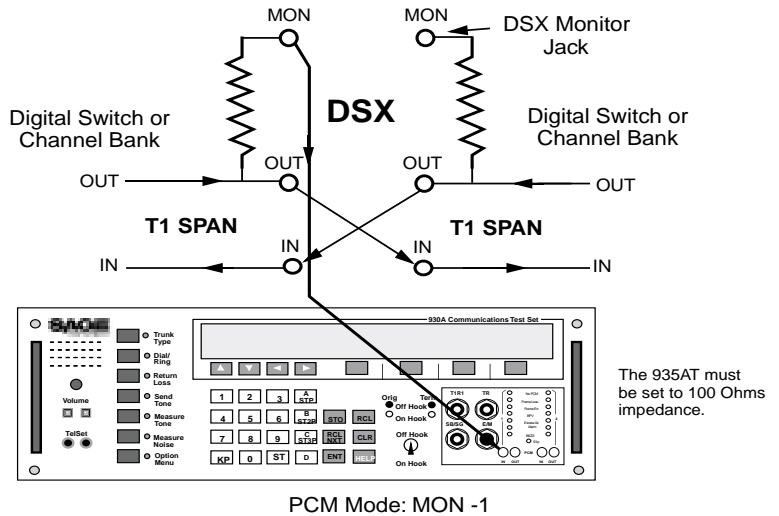 MON
MON
DSX Monitor
Jack
DSX
Digital Switch or
Channel Bank
Digital Switch or
Channel Bank
OUT
OUT
OUT
OUT
T1 SPAN
T1 SPAN
IN
IN
IN
IN
930A Communications Test Set
Trunk
Type
Dial/
Ring
Return
Loss
Send
Tone
Measure
Tone
Measure
Noise
Option
Menu
Volume
TelSet
1 2 3 A STP
4 5 6 B ST2P STO RCL
7 8 9 C ST3P RCL NXT CLR
KP 0 ST D ENT HELP
Orig Term
Off Hook
On Hook
Off Hook
On Hook
T1R1 TR
SB/SG E/M
No PCM
BPV
Alarm
Slip
PCM
IN OUT IN OUT
The 935AT must
be set to 100 Ohms
impedance.
PCM Mode: MON -1